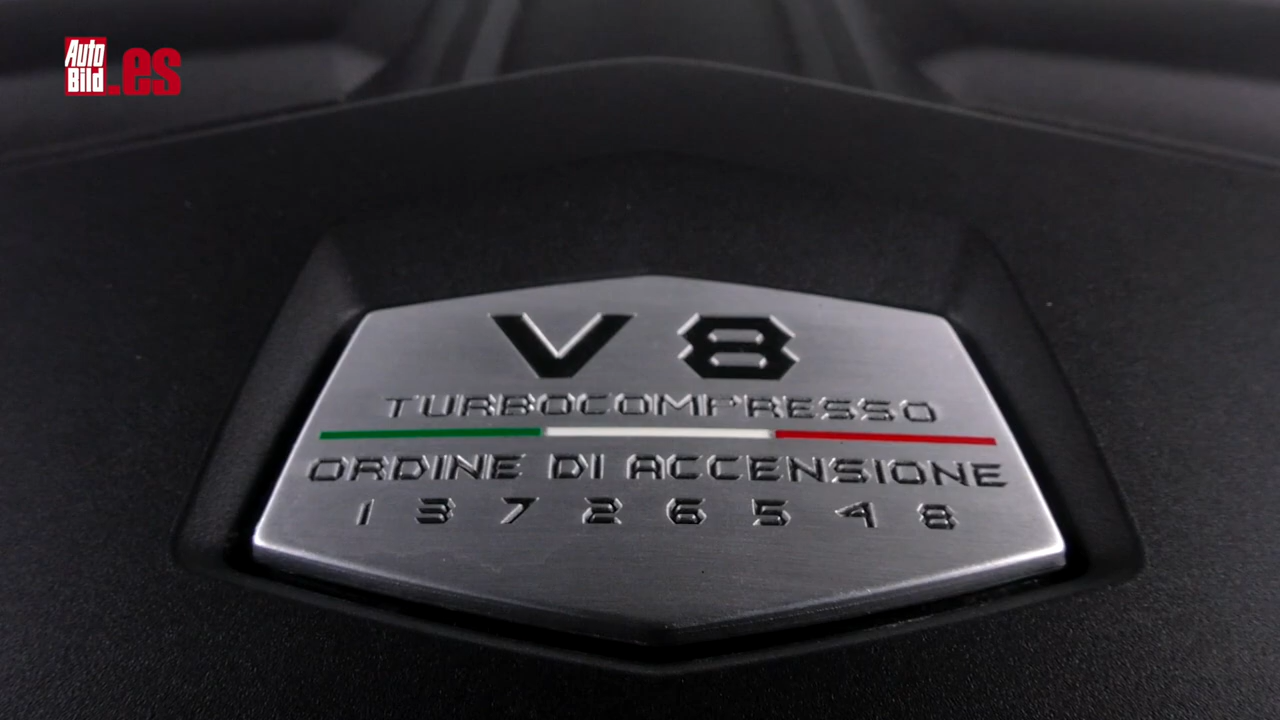 Auto
Bild.es
V8
TURBOCOMPRESSO
ORDINE DI ACCENSIONE
1 3 7 2 6 5 4 8